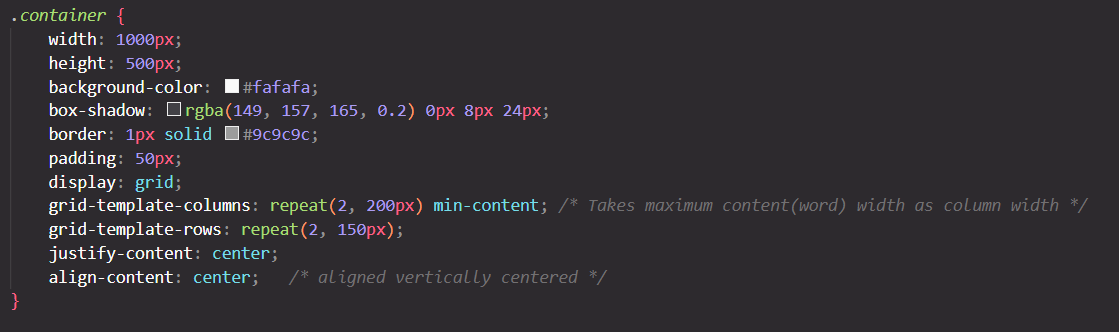 .container {
width: 1000px;
height: 500px;
background-color: #fafafa;
box-shadow: rgba(149, 157, 165, 0.2) 0px 8px 24px;
border: 1px solid #9c9c9c;
padding: 50px;
display: grid;
grid-template-columns: repeat(2, 200px) min-content; /* Takes maximum content(word) width as column width */
grid-template-rows: repeat(2, 150px);
justify-content: center;
align-content: center; /* aligned vertically centered */
}